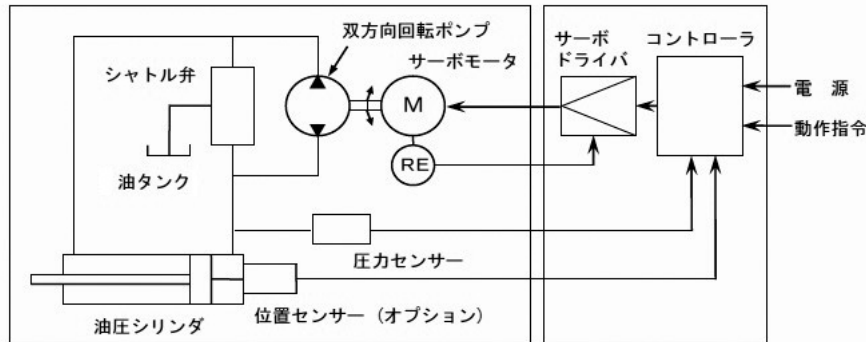 双方向回転ポンプ
サーボモータ
シャトル弁
油タンク
M
RE
サーボ
ドライバ
コントローラ
電　源
動作指令
圧力センサー
油圧シリンダ
位置センサー（オプション）